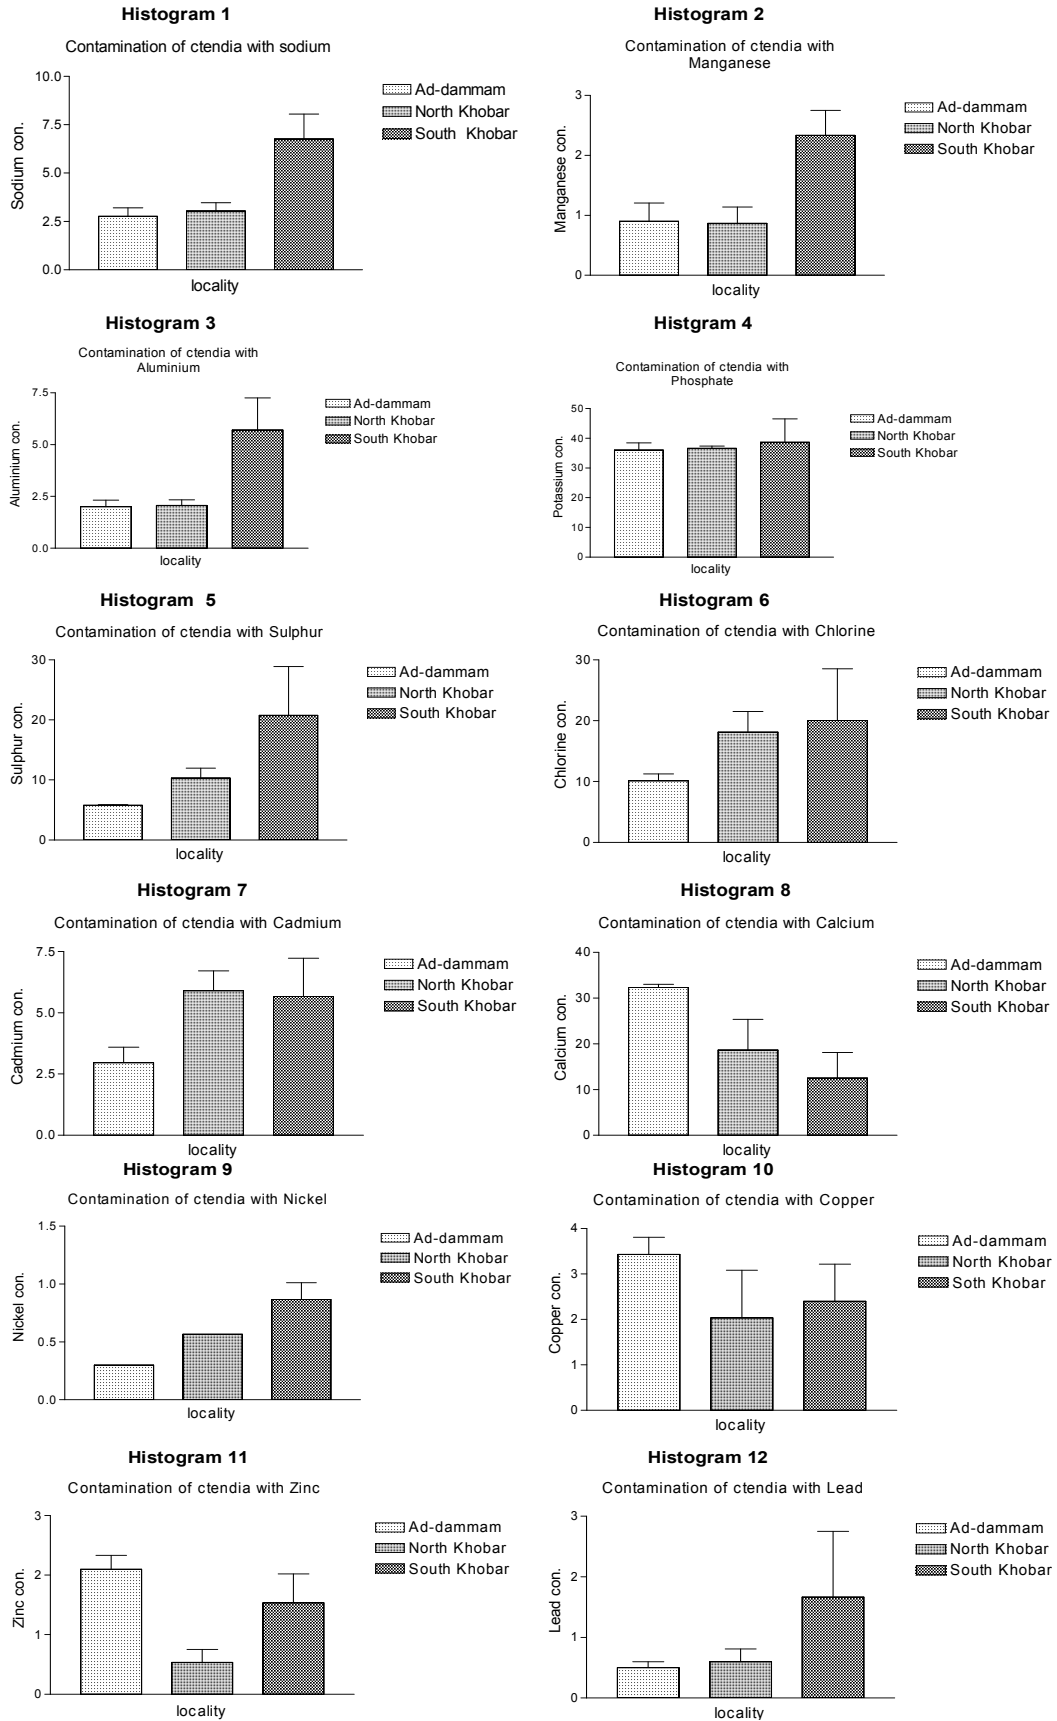 Histogram 1
Contamination of ctendia with sodium
10.0
7.5
5.0
2.5
0.0
Sodium con.
locality
Ad-dammam
North Khobar
South Khobar
Histogram 2
Contamination of ctendia with
Manganese
3
2
1
0
Manganese con.
locality
Ad-dammam
North Khobar
South Khobar
Histogram 3
Contamination of ctendia with
Aluminium
7.5
5.0
2.5
0.0
Aluminium con.
locality
Ad-dammam
North Khobar
South Khobar
Histgram 4
Contamination of ctendia with
Phosphate
50
40
30
20
10
0
Potassium con.
locality
Ad-dammam
North Khobar
South Khobar
Histogram 5
Contamination of ctendia with Sulphur
30
20
10
0
Sulphur con.
locality
Ad-dammam
North Khobar
South Khobar
Histogram 6
Contamination of ctendia with Chlorine
30
20
10
0
Chlorine con.
locality
Ad-dammam
North Khobar
South Khobar
Histogram 7
Contamination of ctendia with Cadmium
7.5
5.0
2.5
0.0
Cadmium con.
locality
Ad-dammam
North Khobar
South Khobar
Histogram 8
Contamination of ctendia with Calcium
40
30
20
10
0
Calcium con.
locality
Ad-dammam
North Khobar
South Khobar
Histogram 9
Contamination of ctendia with Nickel
1.5
1.0
0.5
0.0
Nickel con.
locality
Ad-dammam
North Khobar
South Khobar
Histogram 10
Contamination of ctendia with Copper
4
3
2
1
0
Copper con.
locality
Ad-dammam
North Khobar
Soth Khobar
Histogram 11
Contamination of ctendia with Zinc
3
2
1
0
Zinc con.
locality
Ad-dammam
North Khobar
South Khobar
Histogram 12
Contamination of ctendia with Lead
3
2
1
0
Lead con.
locality
Ad-dammam
North Khobar
South Khobar